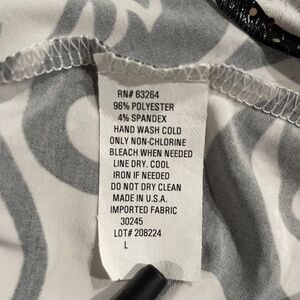 RN# 63264
96% POLYESTER
4% SPANDEX
HAND WASH COLD
ONLY NON-CHLORINE
BLEACH WHEN NEEDED
LINE DRY. COOL
IRON IF NEEDED
DO NOT DRY CLEAN
MADE IN U.S.A.
IMPORTED FABRIC
30245
LOT# 208224
L